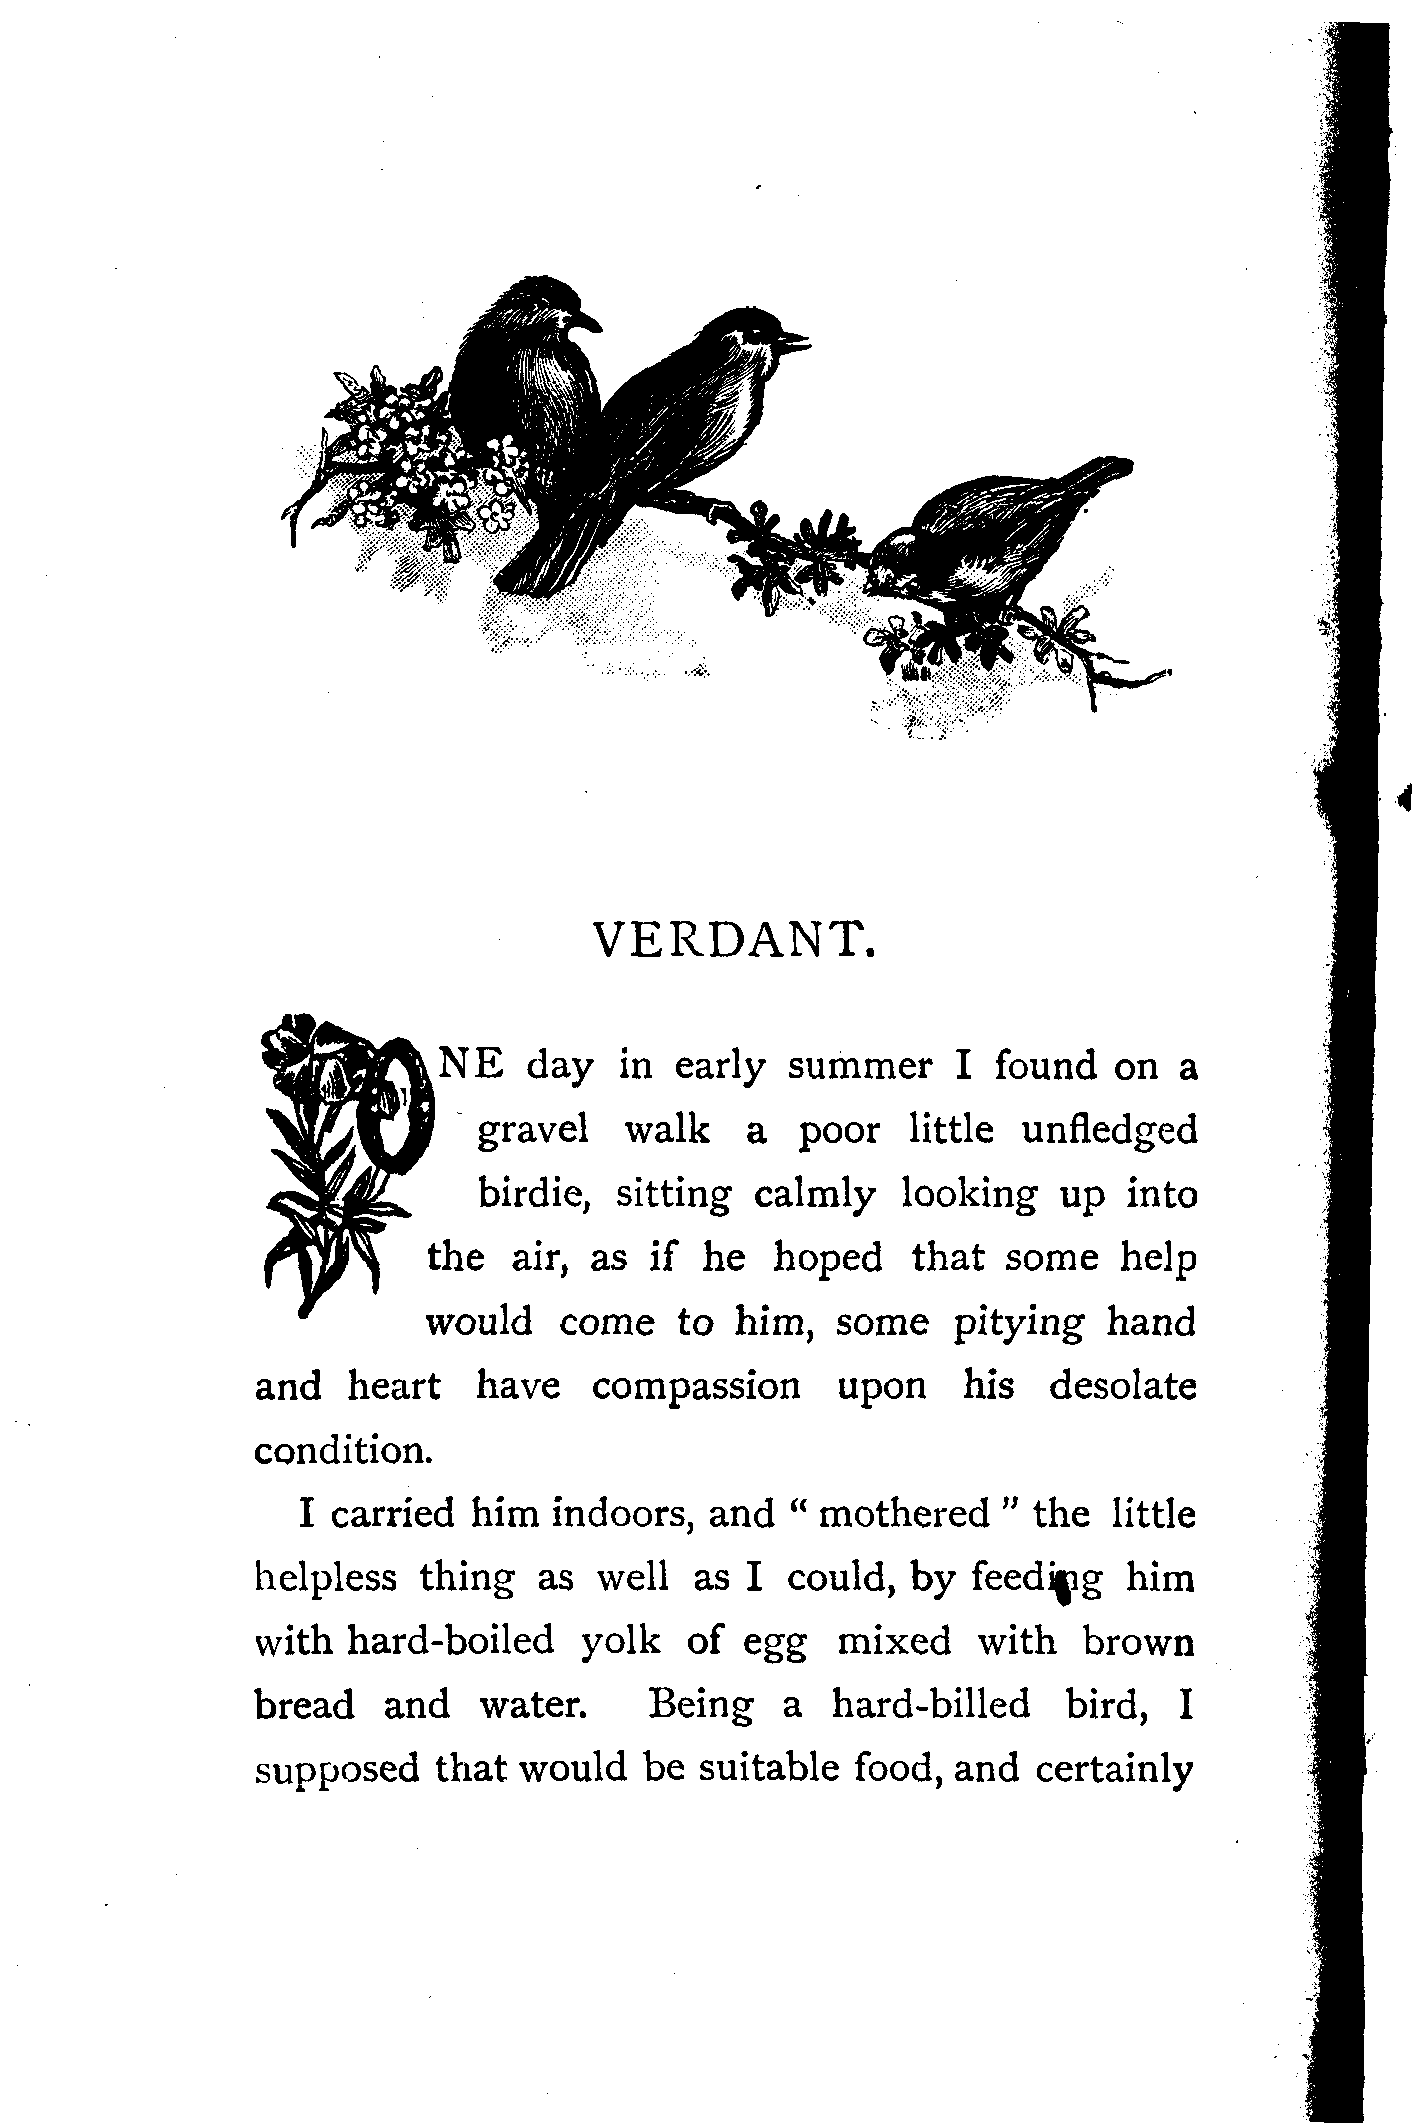 VERDANT.
ONE day in early summer I found on a
gravel walk a poor little unfledged
birdie, sitting calmly looking up into
the air, as if he hoped that some help
would come to him, some pitying hand
and heart have compassion upon his desolate
condition.
I carried him indoors, and “ mothered ” the little
helpless thing as well as I could, by feeding him
with hard-boiled yolk of egg mixed with brown
bread and water. Being a hard-billed bird, I
supposed that would be suitable food, and certainly